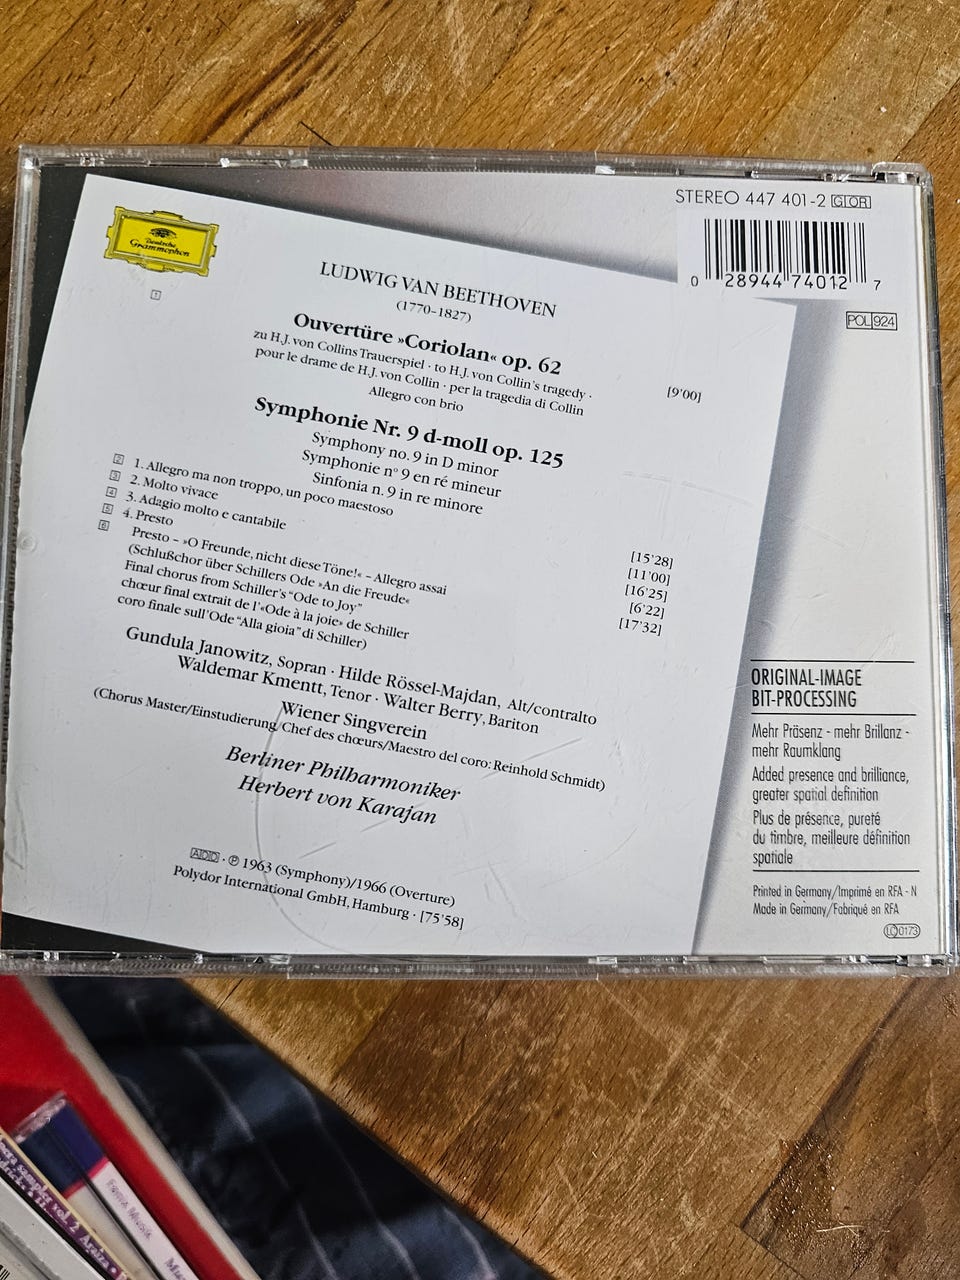 STEREO 447 401-2 GLOR
0 28944 74012 7
POL 924
Deutsche
Grammophon
LUDWIG VAN BEETHOVEN
(1770-1827)
1
Ouvertüre »Coriolan« op. 62
zu H.J. von Collins Trauerspiel · to H.J. von Collin's tragedy ·
pour le drame de H.J. von Collin · per la tragedia di Collin
Allegro con brio
[9'00]
Symphonie Nr. 9 d-moll op. 125
Symphony no. 9 in D minor
Symphonie n° 9 en ré mineur
Sinfonia n. 9 in re minore
2 1. Allegro ma non troppo, un poco maestoso [15'28]
3 2. Molto vivace [11'00]
4 3. Adagio molto e cantabile [16'25]
5 4. Presto [6'22]
6 Presto – »O Freunde, nicht diese Töne!« – Allegro assai [17'32]
(Schlußchor über Schillers Ode »An die Freude«
Final chorus from Schiller's "Ode to Joy"
chœur final extrait de l'«Ode à la joie» de Schiller
coro finale sull'Ode "Alla gioia" di Schiller)
Gundula Janowitz, Sopran · Hilde Rössel-Majdan, Alt/contralto
Waldemar Kmentt, Tenor · Walter Berry, Bariton
Wiener Singverein
(Chorus Master/Einstudierung/Chef des chœurs/Maestro del coro: Reinhold Schmidt)
Berliner Philharmoniker
Herbert von Karajan
ADD · ℗ 1963 (Symphony)/1966 (Overture)
Polydor International GmbH, Hamburg · [75'58]
ORIGINAL-IMAGE
BIT-PROCESSING
Mehr Präsenz - mehr Brillanz -
mehr Raumklang
Added presence and brilliance,
greater spatial definition
Plus de présence, pureté
du timbre, meilleure définition
spatiale
Printed in Germany/Imprimé en RFA - N
Made in Germany/Fabriqué en RFA
LC 0173